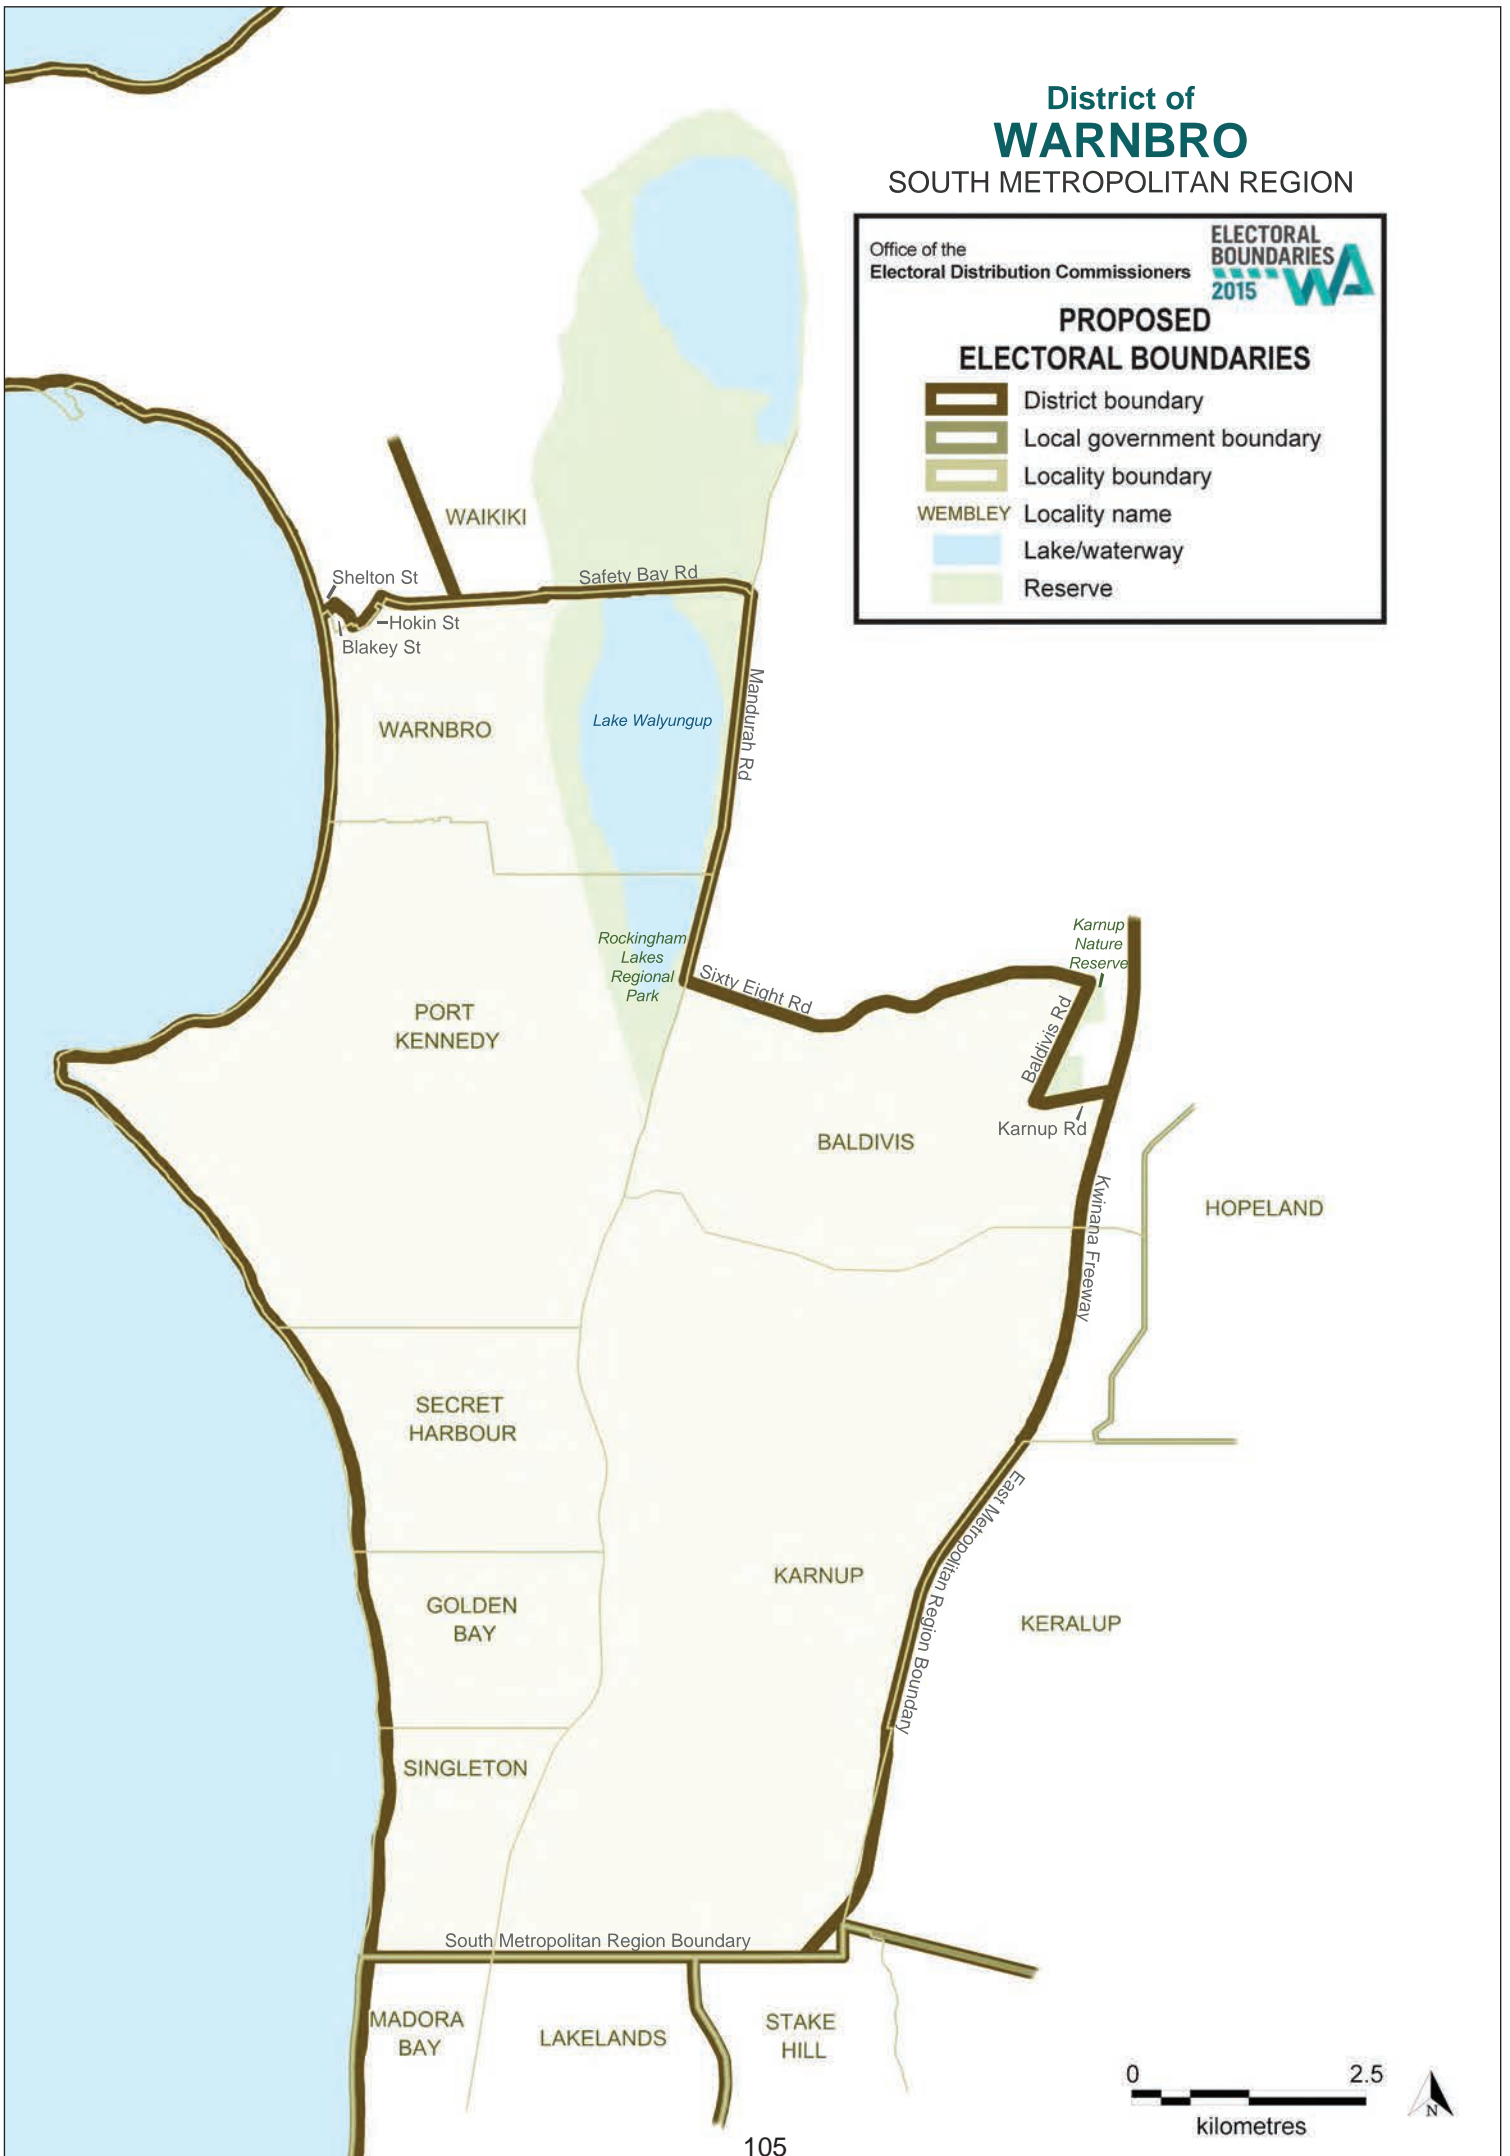 District of
WARNBRO
SOUTH METROPOLITAN REGION
Office of the
Electoral Distribution Commissioners
ELECTORAL
BOUNDARIES
2015 WA
PROPOSED
ELECTORAL BOUNDARIES
District boundary
Local government boundary
Locality boundary
WEMBLEY Locality name
Lake/waterway
Reserve
WAIKIKI
Shelton St
Safety Bay Rd
Hokin St
Blakey St
Mandurah Rd
Lake Walyungup
WARNBRO
Karnup
Nature
Reserve
Rockingham
Lakes
Regional
Park
Sixty Eight Rd
PORT
KENNEDY
Baldivis Rd
Karnup Rd
BALDIVIS
Kwinana Freeway
HOPELAND
SECRET
HARBOUR
East Metropolitan Region Boundary
KARNUP
GOLDEN
BAY
KERALUP
SINGLETON
South Metropolitan Region Boundary
MADORA
BAY
LAKELANDS
STAKE
HILL
0 2.5
kilometres
N
105